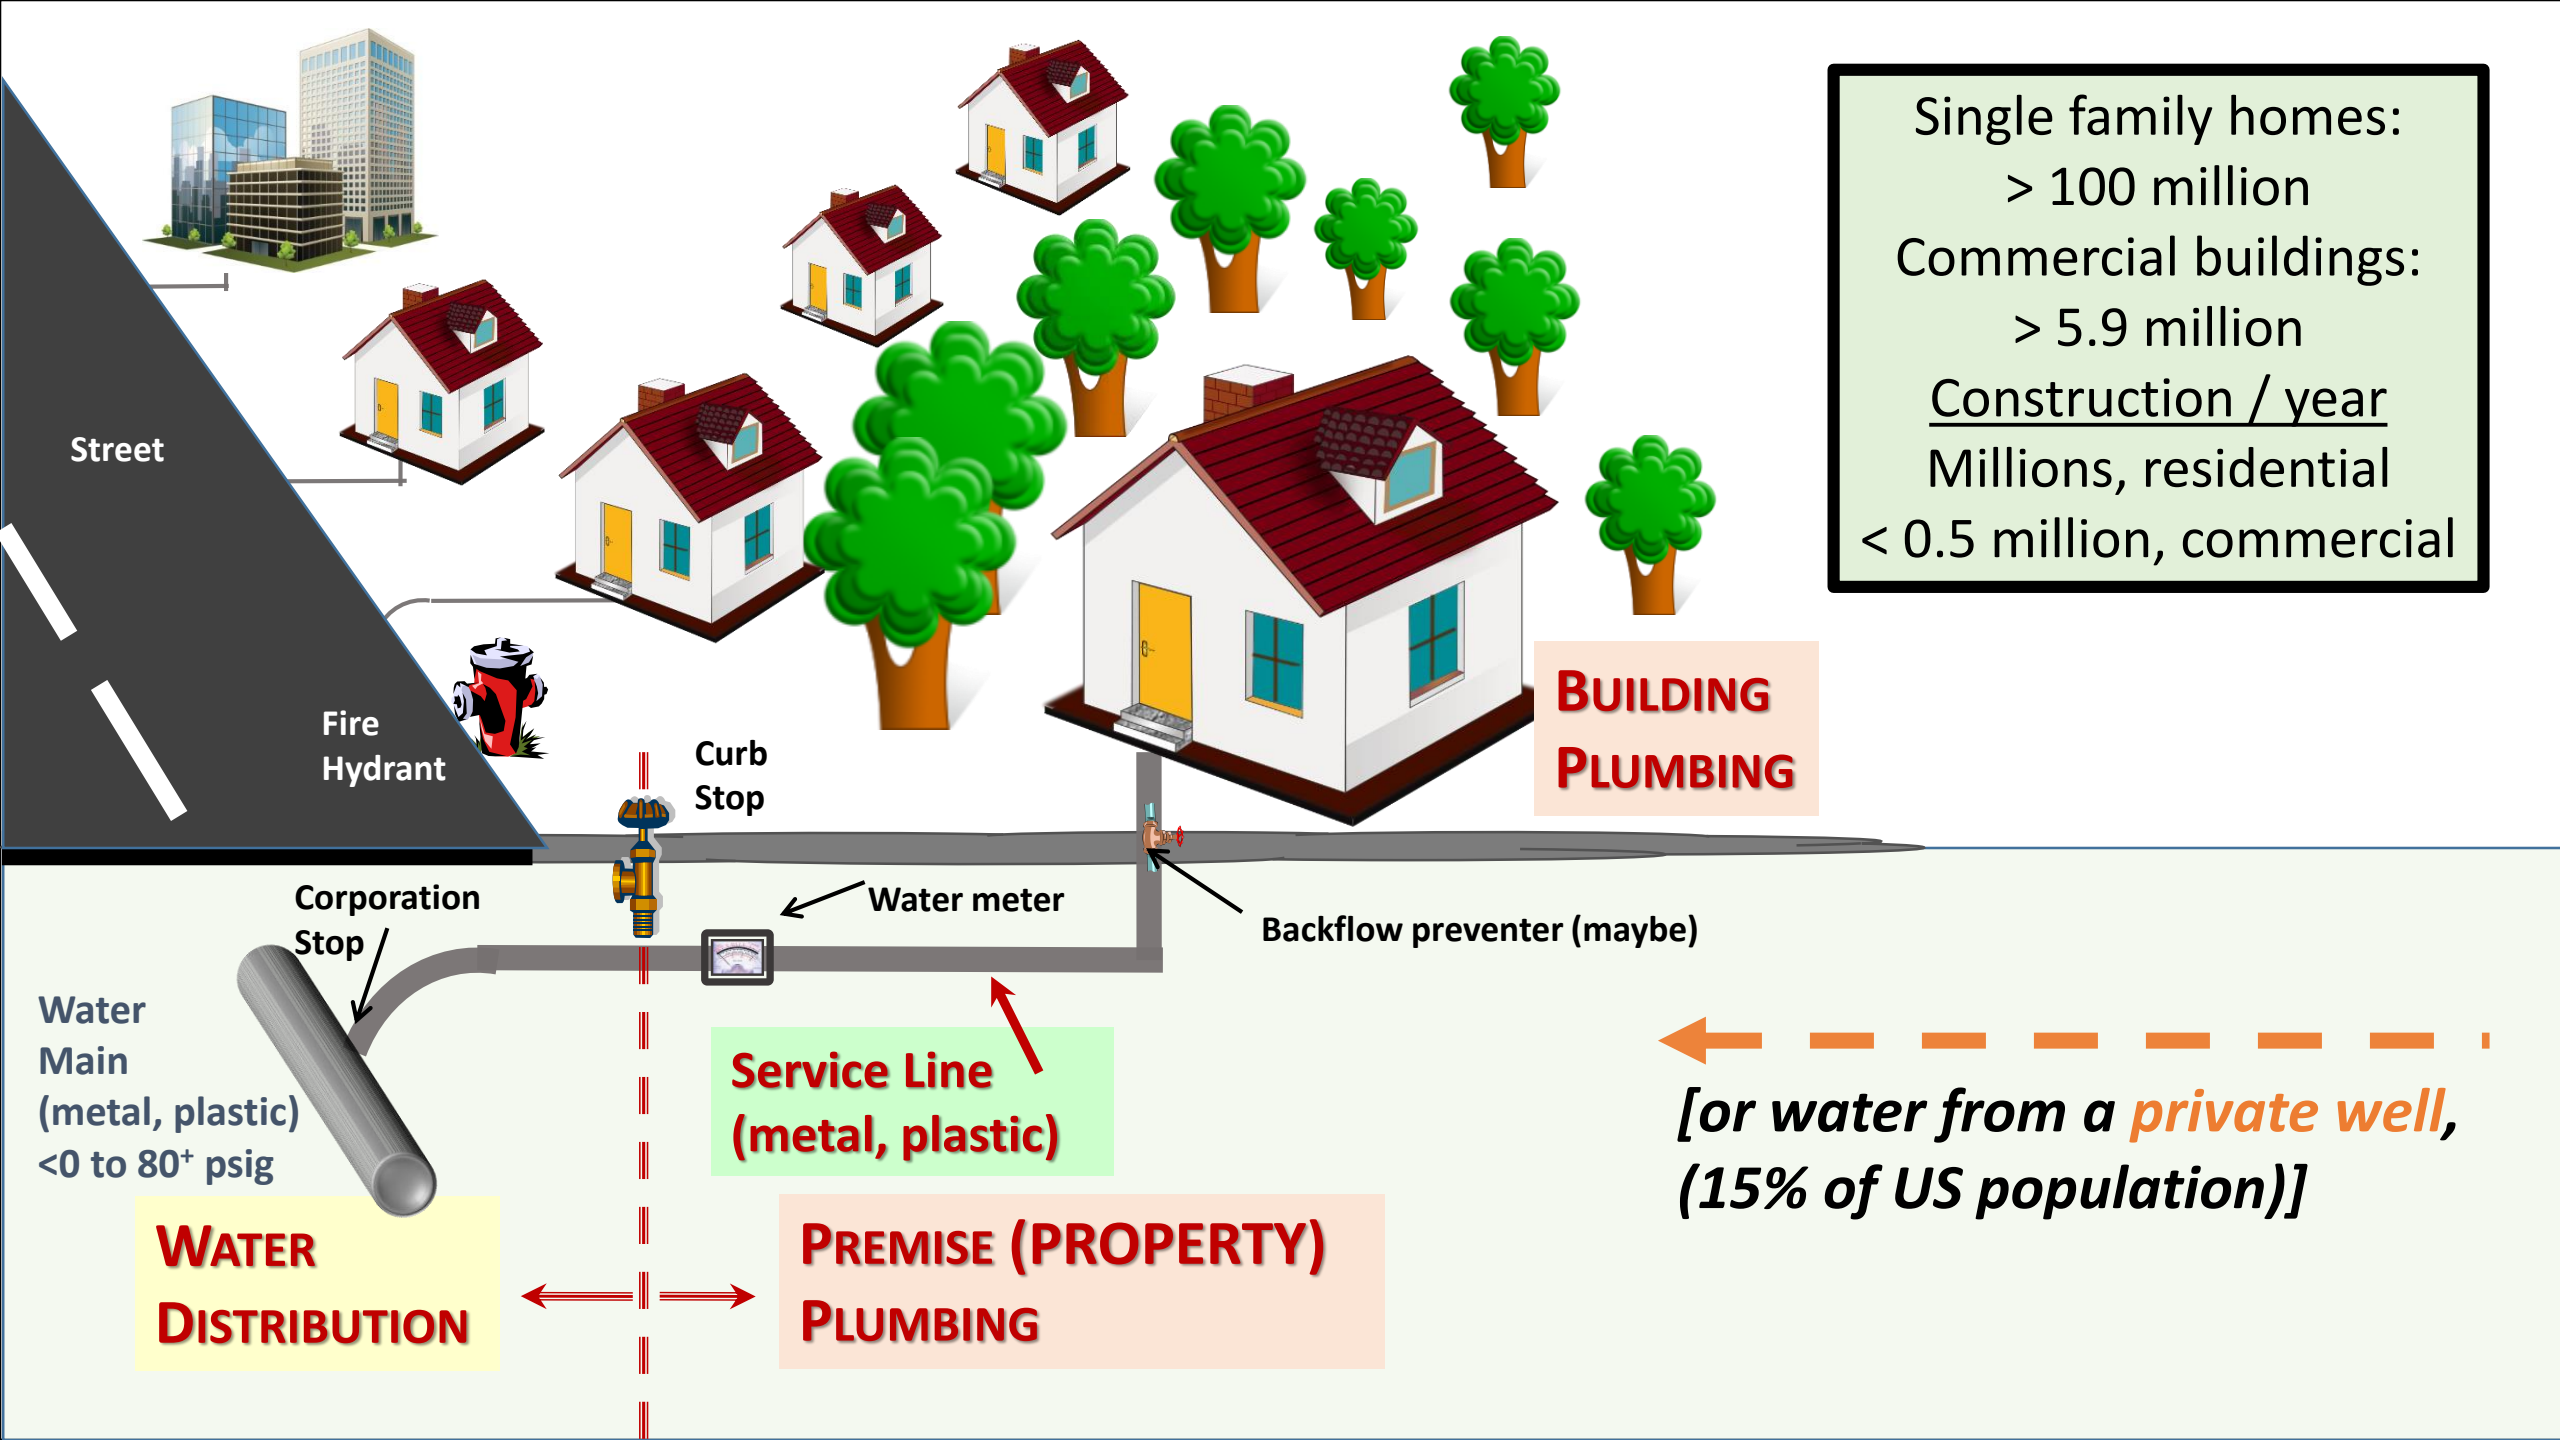 Single family homes:
> 100 million
Commercial buildings:
> 5.9 million
Construction / year
Millions, residential
< 0.5 million, commercial
Street
Fire
Hydrant
Curb
Stop
BUILDING
PLUMBING
Corporation
Stop
Water meter
Backflow preventer (maybe)
Water
Main
(metal, plastic)
<0 to 80⁺ psig
Service Line
(metal, plastic)
[or water from a private well,
(15% of US population)]
WATER
DISTRIBUTION
PREMISE (PROPERTY)
PLUMBING